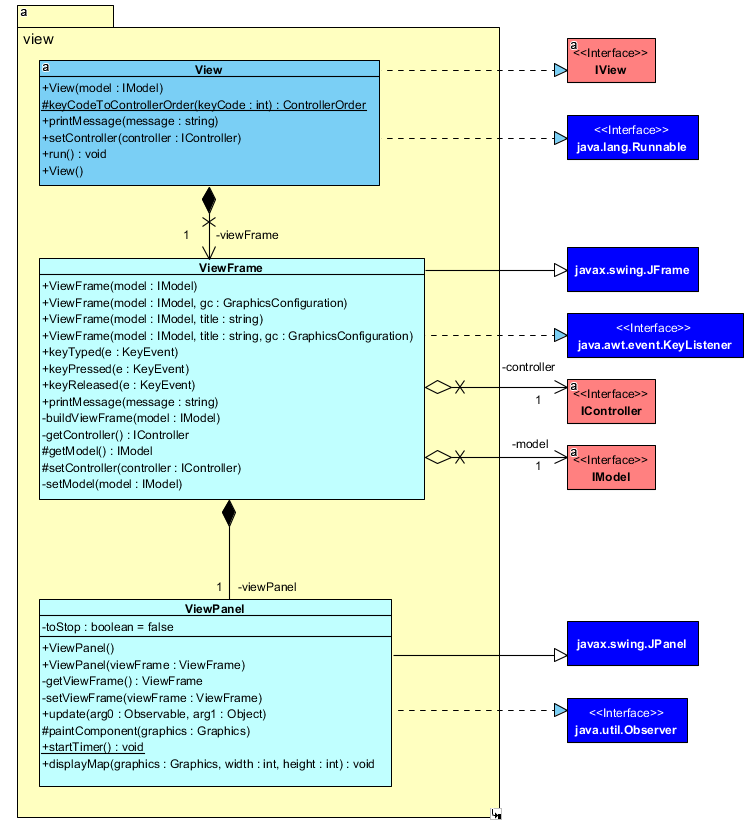 a
view
a
View
+View(model : IModel)
#keyCodeToControllerOrder(keyCode : int) : ControllerOrder
+printMessage(message : string)
+setController(controller : IController)
+run() : void
+View()
a
<<Interface>>
IView
<<Interface>>
java.lang.Runnable
1
-viewFrame
ViewFrame
+ViewFrame(model : IModel)
+ViewFrame(model : IModel, gc : GraphicsConfiguration)
+ViewFrame(model : IModel, title : string)
+ViewFrame(model : IModel, title : string, gc : GraphicsConfiguration)
+keyTyped(e : KeyEvent)
+keyPressed(e : KeyEvent)
+keyReleased(e : KeyEvent)
+printMessage(message : string)
-buildViewFrame(model : IModel)
-getController() : IController
#getModel() : IModel
#setController(controller : IController)
-setModel(model : IModel)
javax.swing.JFrame
<<Interface>>
java.awt.event.KeyListener
-controller
1
a
<<Interface>>
IController
-model
1
a
<<Interface>>
IModel
1
-viewPanel
ViewPanel
-toStop : boolean = false
+ViewPanel()
+ViewPanel(viewFrame : ViewFrame)
-getViewFrame() : ViewFrame
-setViewFrame(viewFrame : ViewFrame)
+update(arg0 : Observable, arg1 : Object)
#paintComponent(graphics : Graphics)
+startTimer() : void
+displayMap(graphics : Graphics, width : int, height : int) : void
javax.swing.JPanel
<<Interface>>
java.util.Observer